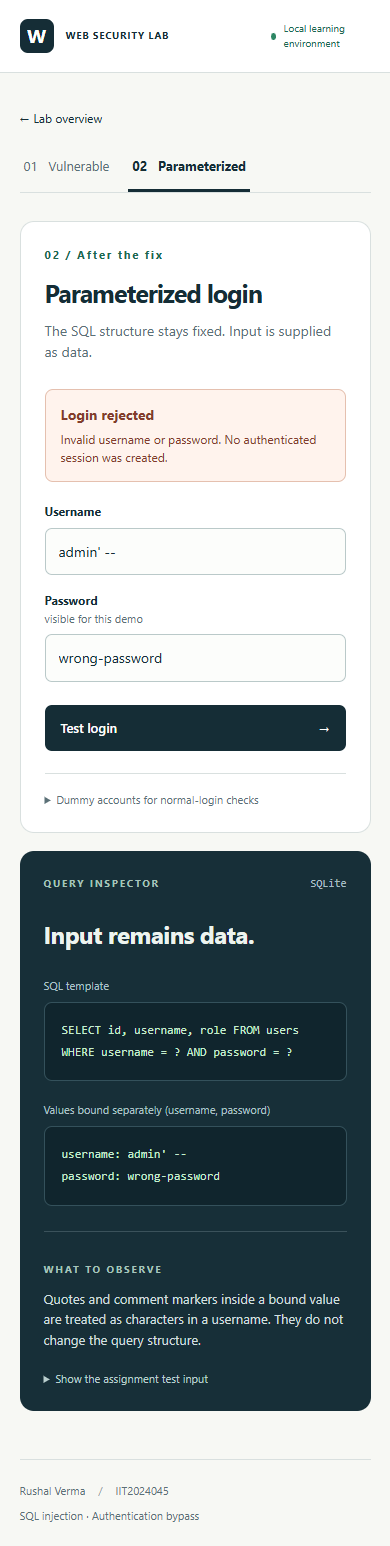 W WEB SECURITY LAB
Local learning
environment
← Lab overview
01 Vulnerable 02 Parameterized
02 / After the fix
Parameterized login
The SQL structure stays fixed. Input is supplied
as data.
Login rejected
Invalid username or password. No authenticated
session was created.
Username
admin' --
Password
visible for this demo
wrong-password
Test login →
▶ Dummy accounts for normal-login checks
QUERY INSPECTOR SQLite
Input remains data.
SQL template
SELECT id, username, role FROM users
WHERE username = ? AND password = ?
Values bound separately (username, password)
username: admin' --
password: wrong-password
WHAT TO OBSERVE
Quotes and comment markers inside a bound value
are treated as characters in a username. They do not
change the query structure.
▶ Show the assignment test input
Rushal Verma / IIT2024045
SQL injection · Authentication bypass